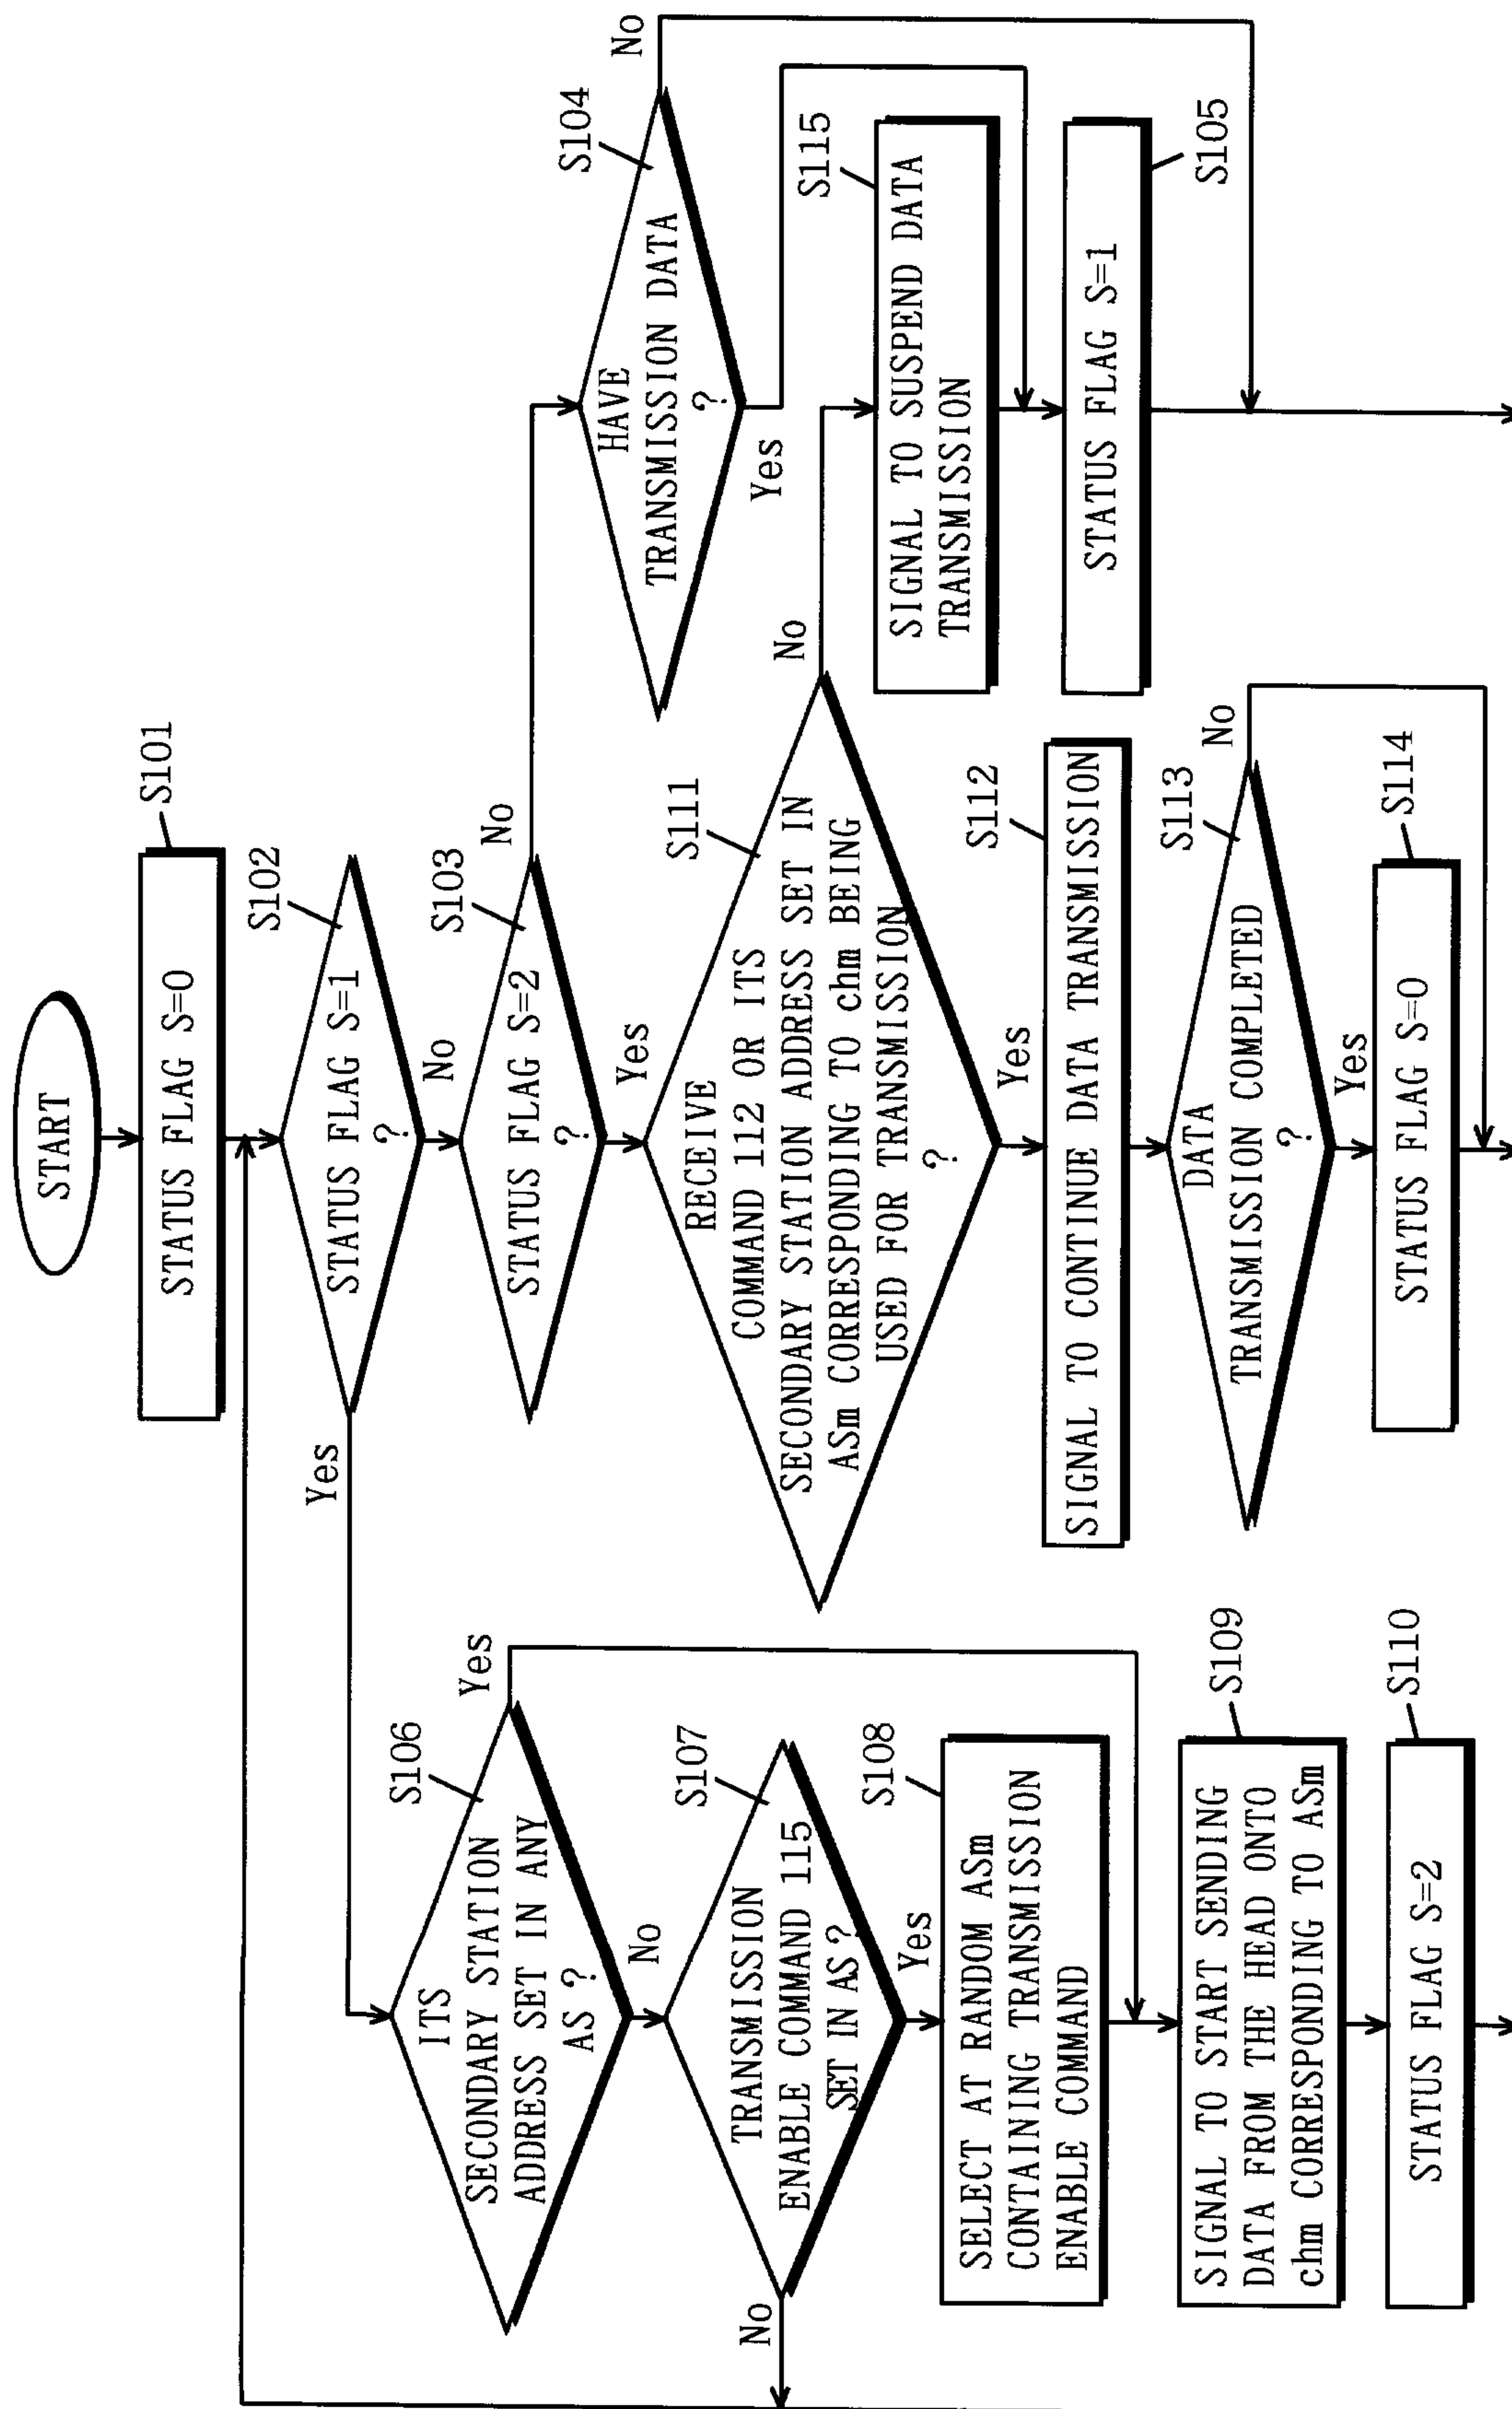 START
S101
STATUS FLAG S=0
S102
STATUS FLAG S=1
?
Yes
No
S103
STATUS FLAG S=2
?
No
Yes
S104
HAVE
TRANSMISSION DATA
?
No
Yes
S106
ITS
SECONDARY STATION
ADDRESS SET IN ANY
AS ?
Yes
No
S107
TRANSMISSION
ENABLE COMMAND 115
SET IN AS ?
No
Yes
S108
SELECT AT RANDOM ASm
CONTAINING TRANSMISSION
ENABLE COMMAND
S109
SIGNAL TO START SENDING
DATA FROM THE HEAD ONTO
chm CORRESPONDING TO ASm
S110
STATUS FLAG S=2
S111
RECEIVE
COMMAND 112 OR ITS
SECONDARY STATION ADDRESS SET IN
ASm CORRESPONDING TO chm BEING
USED FOR TRANSMISSION
?
No
Yes
S112
SIGNAL TO CONTINUE DATA TRANSMISSION
S113
DATA
TRANSMISSION COMPLETED
?
No
Yes
S114
STATUS FLAG S=0
S115
SIGNAL TO SUSPEND DATA
TRANSMISSION
S105
STATUS FLAG S=1